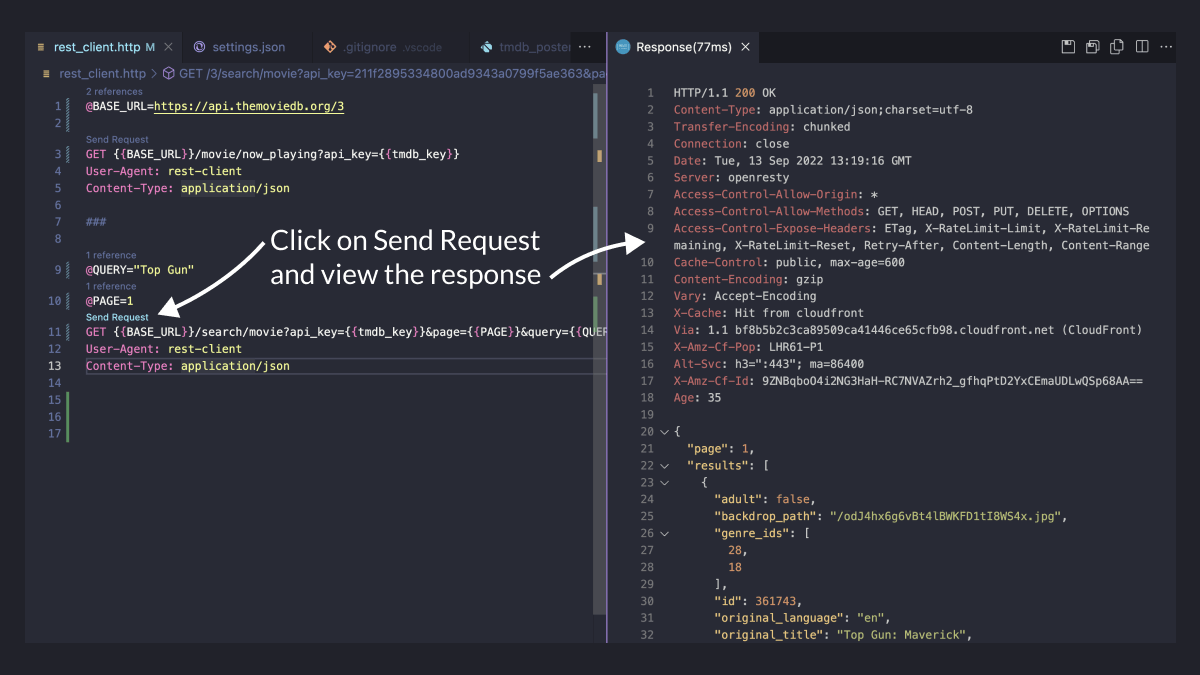 rest_client.http M
settings.json
.gitignore .vscode
tmdb_poster
rest_client.http > GET /3/search/movie?api_key=211f2895334800ad9343a0799f5ae363&pa
2 references
1 @BASE_URL=https://api.themoviedb.org/3
2
Send Request
3 GET {{BASE_URL}}/movie/now_playing?api_key={{tmdb_key}}
4 User-Agent: rest-client
5 Content-Type: application/json
6
7 ###
8
1 reference
9 @QUERY="Top Gun"
1 reference
10 @PAGE=1
Send Request
11 GET {{BASE_URL}}/search/movie?api_key={{tmdb_key}}&page={{PAGE}}&query={{QUER
12 User-Agent: rest-client
13 Content-Type: application/json
14
15
16
17
Click on Send Request
and view the response
Response(77ms)
1 HTTP/1.1 200 OK
2 Content-Type: application/json;charset=utf-8
3 Transfer-Encoding: chunked
4 Connection: close
5 Date: Tue, 13 Sep 2022 13:19:16 GMT
6 Server: openresty
7 Access-Control-Allow-Origin: *
8 Access-Control-Allow-Methods: GET, HEAD, POST, PUT, DELETE, OPTIONS
9 Access-Control-Expose-Headers: ETag, X-RateLimit-Limit, X-RateLimit-Re
maining, X-RateLimit-Reset, Retry-After, Content-Length, Content-Range
10 Cache-Control: public, max-age=600
11 Content-Encoding: gzip
12 Vary: Accept-Encoding
13 X-Cache: Hit from cloudfront
14 Via: 1.1 bf8b5b2c3ca89509ca41446ce65cfb98.cloudfront.net (CloudFront)
15 X-Amz-Cf-Pop: LHR61-P1
16 Alt-Svc: h3=":443"; ma=86400
17 X-Amz-Cf-Id: 9ZNBqboO4i2NG3HaH-RC7NVAZrh2_gfhqPtD2YxCEmaUDLwQSp68AA==
18 Age: 35
19
20 {
21 "page": 1,
22 "results": [
23 {
24 "adult": false,
25 "backdrop_path": "/odJ4hx6g6vBt4lBWKFD1tI8WS4x.jpg",
26 "genre_ids": [
27 28,
28 18
29 ],
30 "id": 361743,
31 "original_language": "en",
32 "original_title": "Top Gun: Maverick",